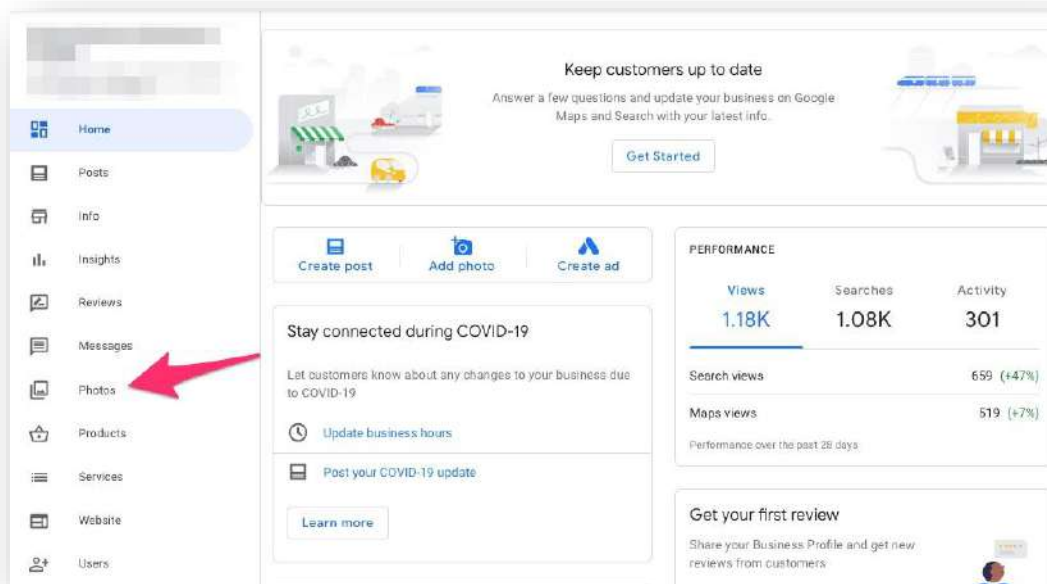 Home
Posts
Info
Insights
Reviews
Messages
Photos
Products
Services
Website
Users
Keep customers up to date
Answer a few questions and update your business on Google
Maps and Search with your latest info.
Get Started
Create post
Add photo
Create ad
Stay connected during COVID-19
Let customers know about any changes to your business due
to COVID-19
Update business hours
Post your COVID-19 update
Learn more
PERFORMANCE
Views Searches Activity
1.18K 1.08K 301
Search views 659 (+47%)
Maps views 519 (+7%)
Performance over the past 28 days
Get your first review
Share your Business Profile and get new
reviews from customers